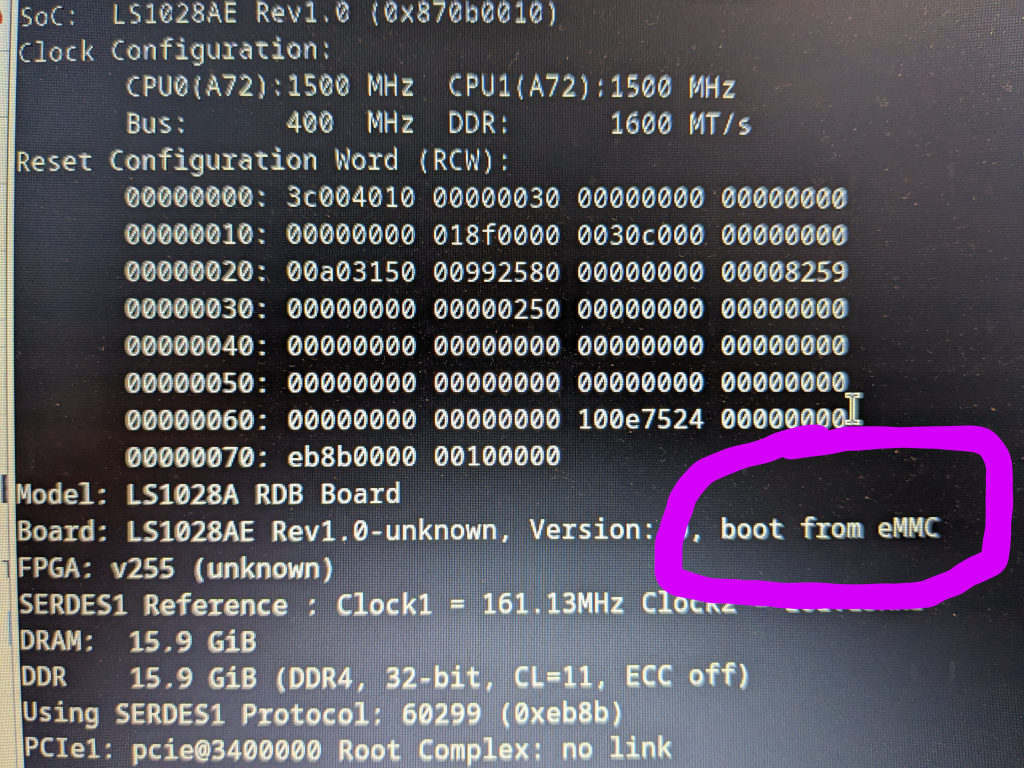 SoC: LS1028AE Rev1.0 (0x870b0010)
Clock Configuration:
CPU0(A72):1500 MHz CPU1(A72):1500 MHz
Bus: 400 MHz DDR: 1600 MT/s
Reset Configuration Word (RCW):
00000000: 3c004010 00000030 00000000 00000000
00000010: 00000000 018f0000 0030c000 00000000
00000020: 00a03150 00992580 00000000 00008259
00000030: 00000000 00000250 00000000 00000000
00000040: 00000000 00000000 00000000 00000000
00000050: 00000000 00000000 00000000 00000000
00000060: 00000000 00000000 100e7524 00000000
00000070: eb8b0000 00100000
Model: LS1028A RDB Board
Board: LS1028AE Rev1.0-unknown, Version: , boot from eMMC
FPGA: v255 (unknown)
SERDES1 Reference : Clock1 = 161.13MHz Clock2 =
DRAM: 15.9 GiB
DDR 15.9 GiB (DDR4, 32-bit, CL=11, ECC off)
Using SERDES1 Protocol: 60299 (0xeb8b)
PCIe1: pcie@3400000 Root Complex: no link